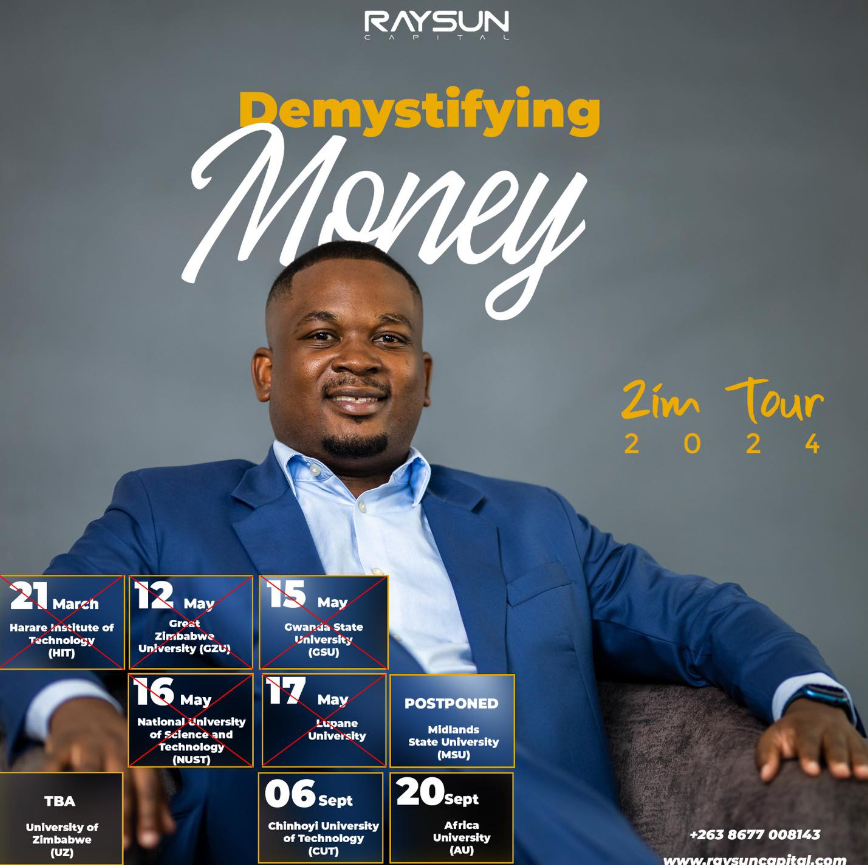 RAYSUN
CAPITAL
Demystifying
Money
Zim Tour
2 0 2 4
21 March
Harare Institute of
Technology
(HIT)
12 May
Great
Zimbabwe
University (GZU)
15 May
Gwanda State
University
(GSU)
16 May
National University
of Science and
Technology
(NUST)
17 May
Lupane
University
POSTPONED
Midlands
State University
(MSU)
TBA
University of
Zimbabwe
(UZ)
06 Sept
Chinhoyi University
of Technology
(CUT)
20 Sept
Africa
University
(AU)
+263 8677 008143
www.raysuncapital.com